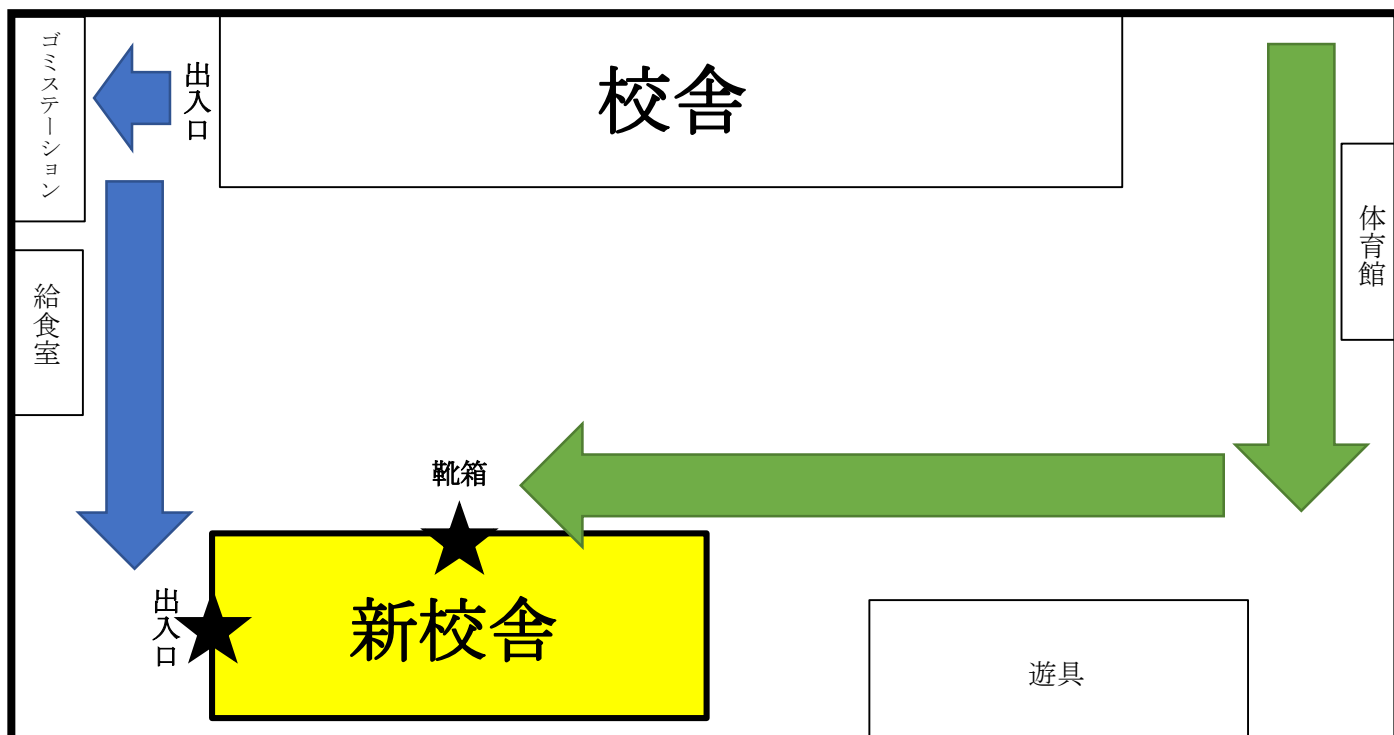 ゴミステーション
出入口
校舎
体育館
給食室
靴箱
出入口
新校舎
遊具